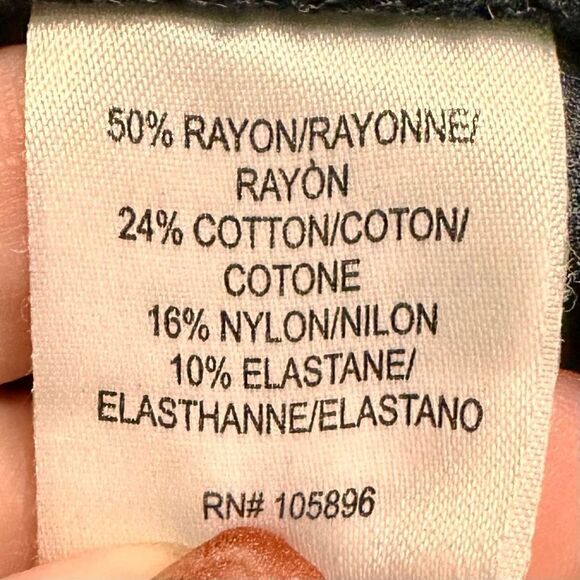 50% RAYON/RAYONNE/
RAYÒN
24% COTTON/COTON/
COTONE
16% NYLON/NILON
10% ELASTANE/
ELASTHANNE/ELASTANO
RN# 105896